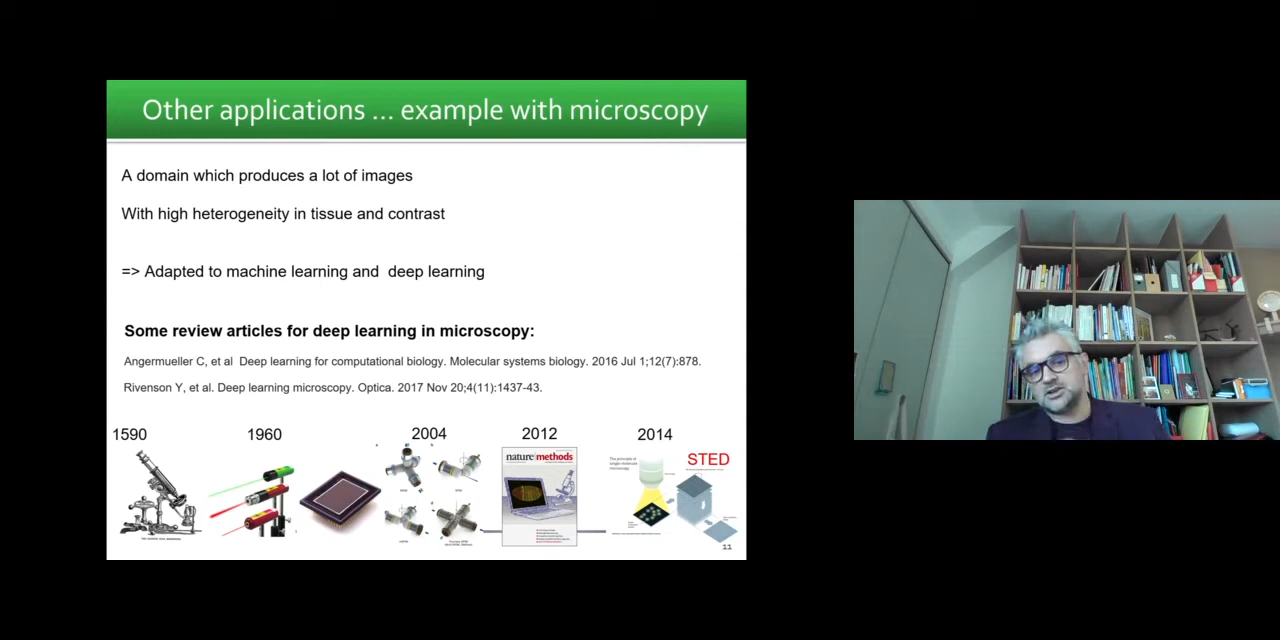 Other applications ... example with microscopy
A domain which produces a lot of images
With high heterogeneity in tissue and contrast
=> Adapted to machine learning and  deep learning
Some review articles for deep learning in microscopy:
Angermueller C, et al  Deep learning for computational biology. Molecular systems biology. 2016 Jul 1;12(7):878.
Rivenson Y, et al. Deep learning microscopy. Optica. 2017 Nov 20;4(11):1437-43.
1590
1960
2004
2012
2014
nature methods
STED
11